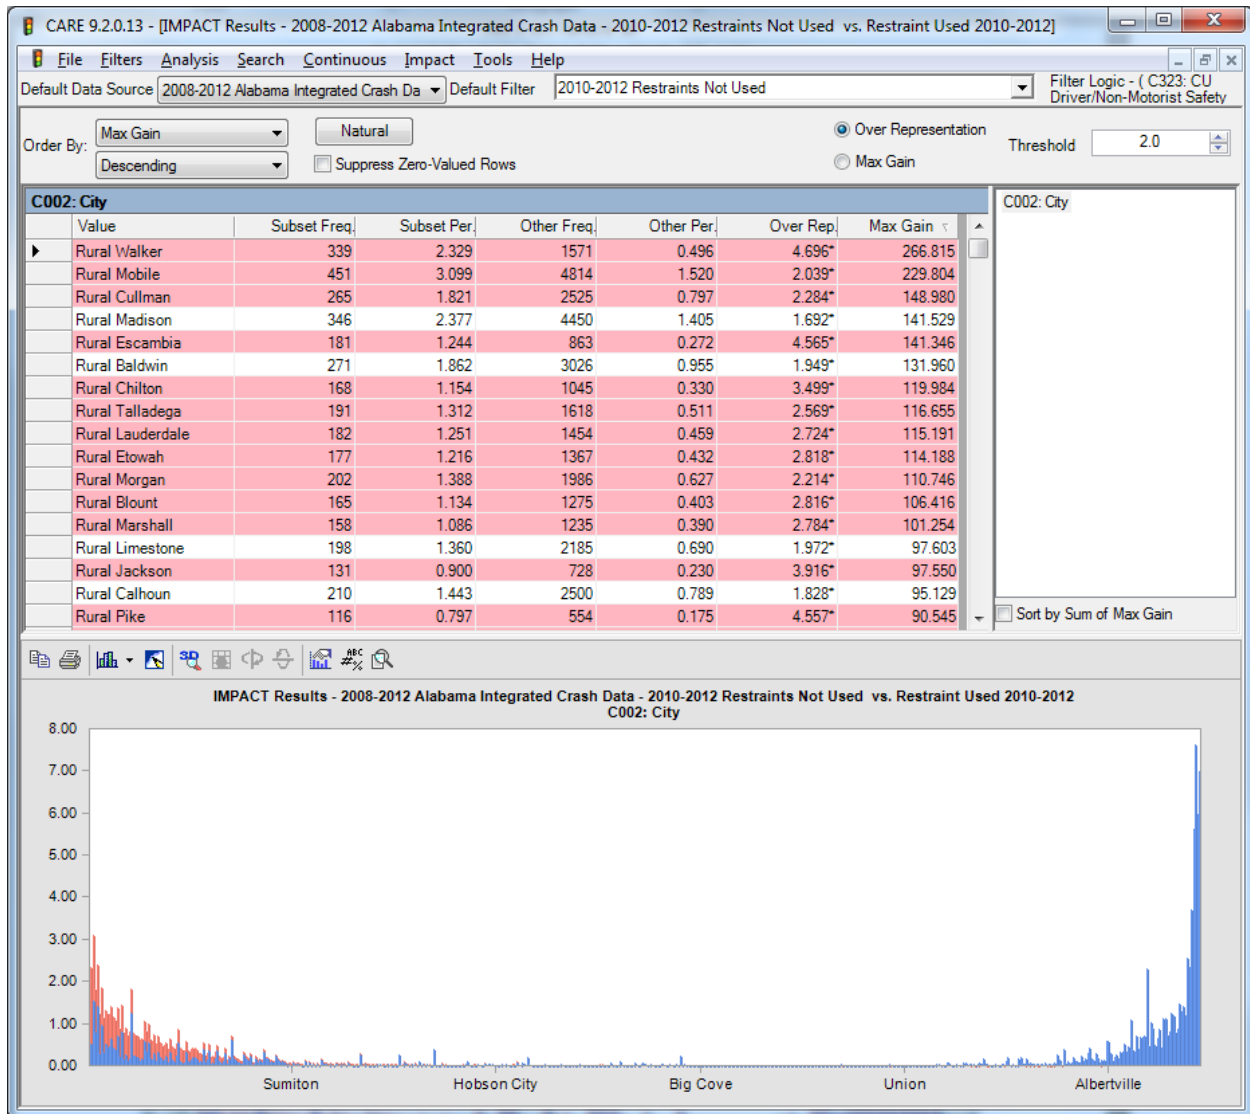 CARE 9.2.0.13 - [IMPACT Results - 2008-2012 Alabama Integrated Crash Data - 2010-2012 Restraints Not Used vs. Restraint Used 2010-2012]
File Filters Analysis Search Continuous Impact Tools Help
Default Data Source 2008-2012 Alabama Integrated Crash Da Default Filter 2010-2012 Restraints Not Used Filter Logic - ( C323: CU
Driver/Non-Motorist Safety
Order By: Max Gain Natural Over Representation Threshold 2.0
Descending Suppress Zero-Valued Rows Max Gain
C002: City C002: City
Value Subset Freq. Subset Per. Other Freq. Other Per. Over Rep. Max Gain
Rural Walker 339 2.329 1571 0.496 4.696* 266.815
Rural Mobile 451 3.099 4814 1.520 2.039* 229.804
Rural Cullman 265 1.821 2525 0.797 2.284* 148.980
Rural Madison 346 2.377 4450 1.405 1.692* 141.529
Rural Escambia 181 1.244 863 0.272 4.565* 141.346
Rural Baldwin 271 1.862 3026 0.955 1.949* 131.960
Rural Chilton 168 1.154 1045 0.330 3.499* 119.984
Rural Talladega 191 1.312 1618 0.511 2.569* 116.655
Rural Lauderdale 182 1.251 1454 0.459 2.724* 115.191
Rural Etowah 177 1.216 1367 0.432 2.818* 114.188
Rural Morgan 202 1.388 1986 0.627 2.214* 110.746
Rural Blount 165 1.134 1275 0.403 2.816* 106.416
Rural Marshall 158 1.086 1235 0.390 2.784* 101.254
Rural Limestone 198 1.360 2185 0.690 1.972* 97.603
Rural Jackson 131 0.900 728 0.230 3.916* 97.550
Rural Calhoun 210 1.443 2500 0.789 1.828* 95.129
Rural Pike 116 0.797 554 0.175 4.557* 90.545
Sort by Sum of Max Gain
3D ABC #%
IMPACT Results - 2008-2012 Alabama Integrated Crash Data - 2010-2012 Restraints Not Used vs. Restraint Used 2010-2012
C002: City
8.00
7.00
6.00
5.00
4.00
3.00
2.00
1.00
0.00
Sumiton Hobson City Big Cove Union Albertville